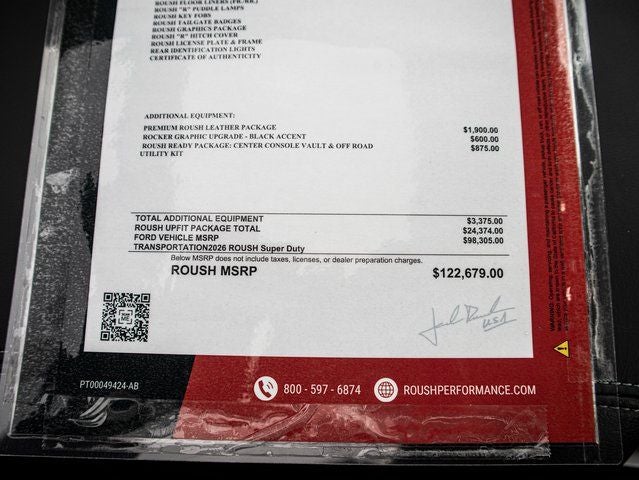 ROUSH FLOOR LINERS (FR/RR.)
ROUSH "R" PUDDLE LAMPS
ROUSH KEY FOBS
ROUSH TAILGATE BADGES
ROUSH GRAPHICS PACKAGE
ROUSH "R" HITCH COVER
ROUSH LICENSE PLATE & FRAME
REAR IDENTIFICATION LIGHTS
CERTIFICATE OF AUTHENTICITY
ADDITIONAL EQUIPMENT:
PREMIUM ROUSH LEATHER PACKAGE $1,900.00
ROCKER GRAPHIC UPGRADE - BLACK ACCENT $600.00
ROUSH READY PACKAGE: CENTER CONSOLE VAULT & OFF ROAD $875.00
UTILITY KIT
TOTAL ADDITIONAL EQUIPMENT $3,375.00
ROUSH UPFIT PACKAGE TOTAL $24,374.00
FORD VEHICLE MSRP $98,305.00
TRANSPORTATION2026 ROUSH Super Duty
Below MSRP does not include taxes, licenses, or dealer preparation charges.
ROUSH MSRP $122,679.00
USA
PT00049424-AB
800 - 597 - 6874
ROUSHPERFORMANCE.COM